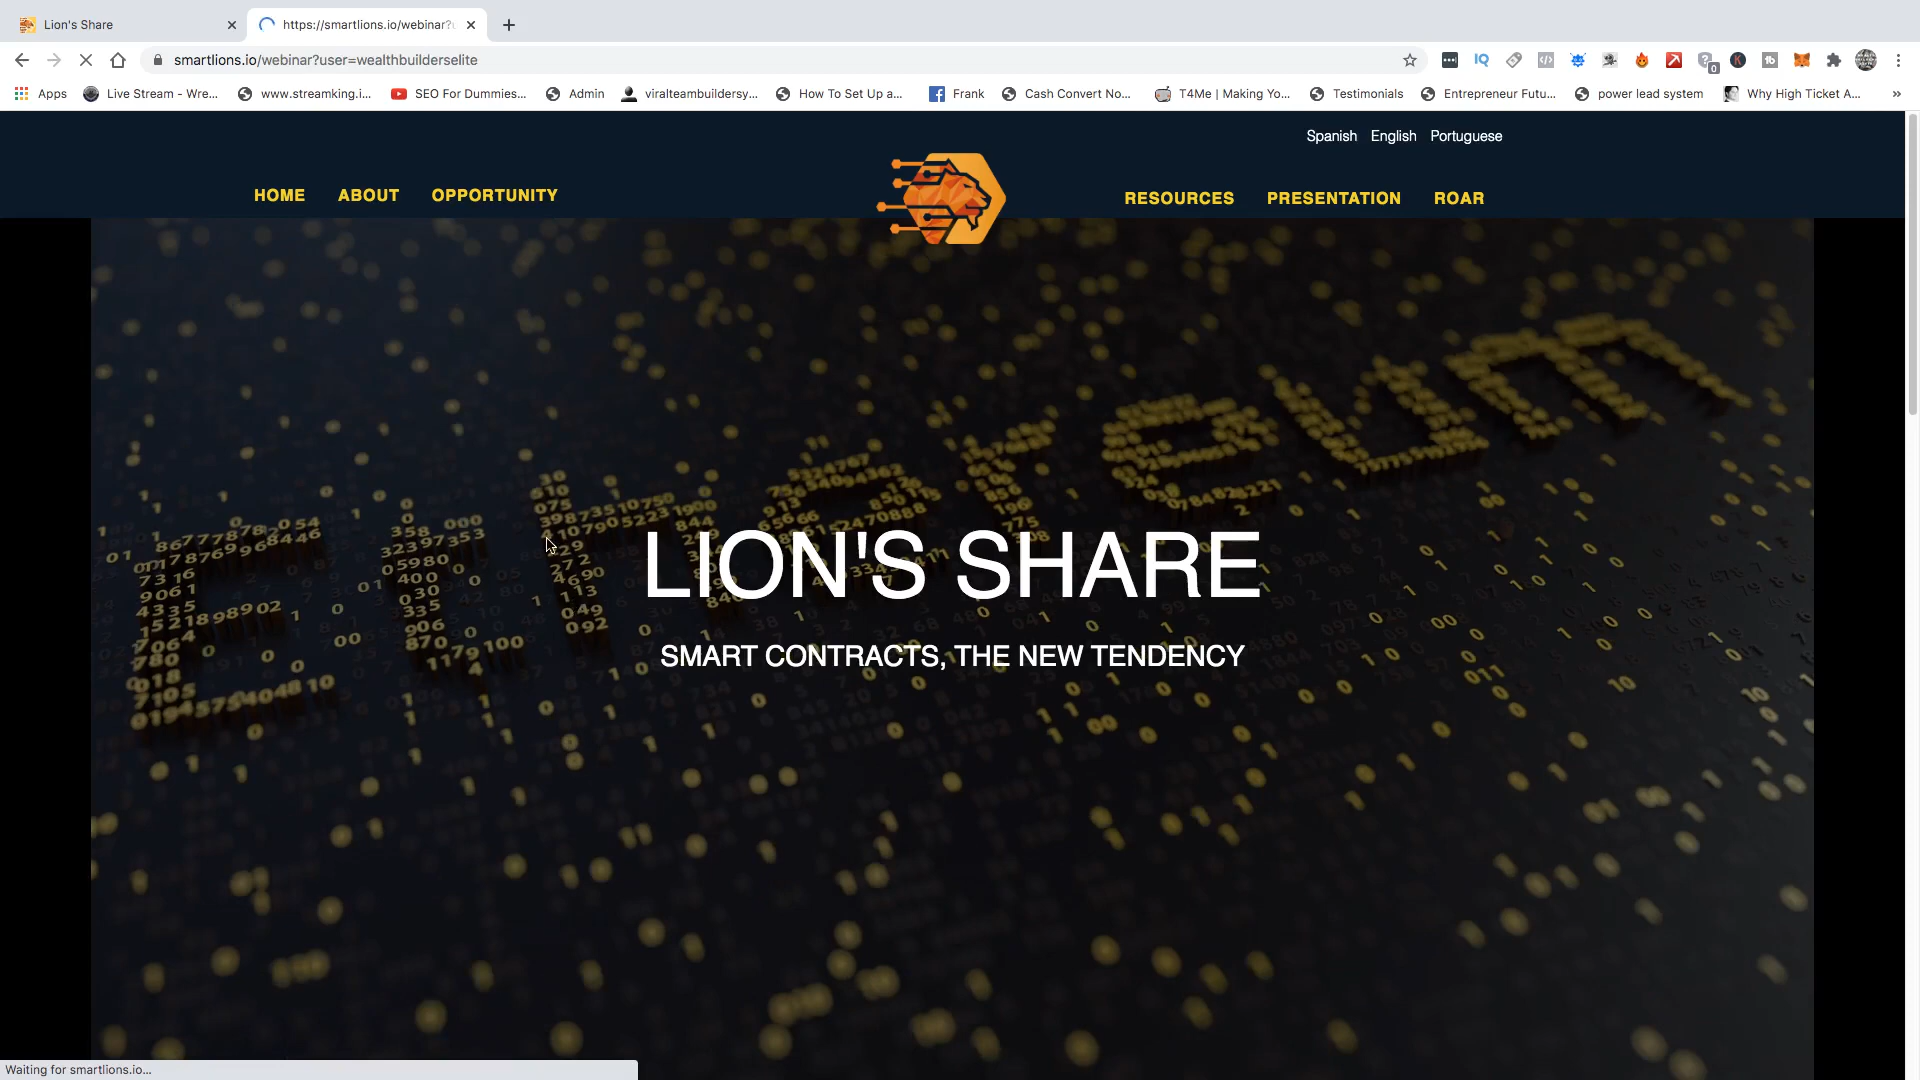 Lion's Share
https://smartlions.io/webinar?u
smartlions.io/webinar?user=wealthbuilderselite
0
Apps
Live Stream - Wre...
www.streamking.i...
SEO For Dummies...
Admin
viralteambuildersy...
How To Set Up a...
Frank
Cash Convert No...
T4Me | Making Yo...
Testimonials
Entrepreneur Futu...
power lead system
Why High Ticket A...
»
Spanish English Portuguese
HOME ABOUT OPPORTUNITY
RESOURCES PRESENTATION ROAR
Ethereum
LION'S SHARE
SMART CONTRACTS, THE NEW TENDENCY
Waiting for smartlions.io...